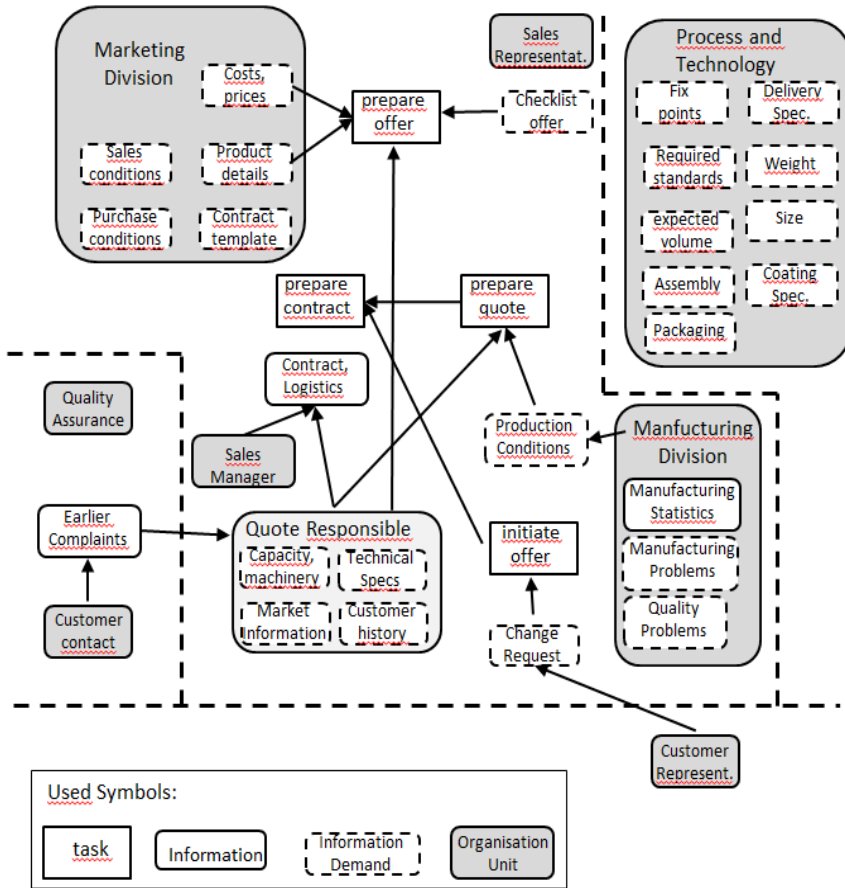 Marketing
Division
Costs,
prices
Sales
conditions
Product
details
Purchase
conditions
Contract
template
prepare
offer
Sales
Representat.
Checklist
offer
Process and
Technology
Fix
points
Delivery
Spec.
Required
standards
Weight
expected
volume
Size
Assembly
Coating
Spec.
Packaging
prepare
contract
prepare
quote
Contract,
Logistics
Quality
Assurance
Sales
Manager
Production
Conditions
Manfucturing
Division
Manufacturing
Statistics
Manufacturing
Problems
Quality
Problems
Earlier
Complaints
Customer
contact
Quote Responsible
Capacity,
machinery
Technical
Specs
Market
Information
Customer
history
initiate
offer
Change
Request
Customer
Represent.
Used Symbols:
task
Information
Information
Demand
Organisation
Unit